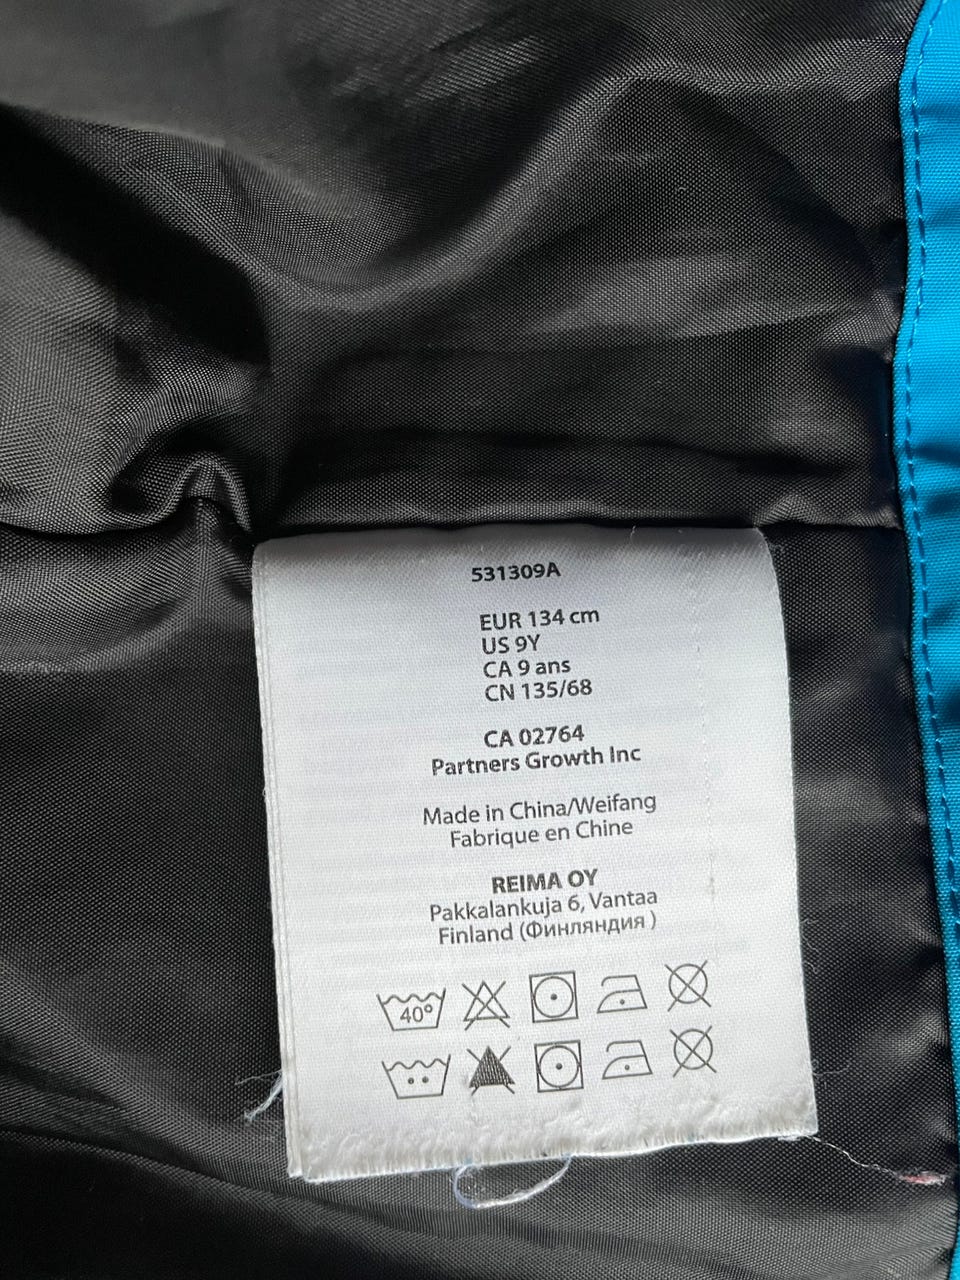 531309A
EUR 134 cm
US 9Y
CA 9 ans
CN 135/68
CA 02764
Partners Growth Inc
Made in China/Weifang
Fabrique en Chine
REIMA OY
Pakkalankuja 6, Vantaa
Finland (Финляндия )
40°